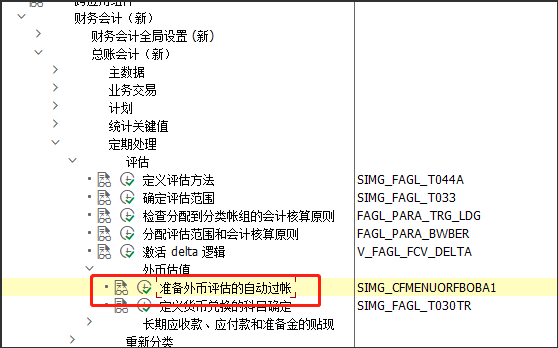 财务会计（新）
财务会计全局设置 (新)
总账会计（新）
主数据
业务交易
计划
统计关键值
定期处理
评估
定义评估方法 SIMG_FAGL_T044A
确定评估范围 SIMG_FAGL_T033
检查分配到分类帐组的会计核算原则 FAGL_PARA_TRG_LDG
分配评估范围和会计核算原则 FAGL_PARA_BWBER
激活 delta 逻辑 V_FAGL_FCV_DELTA
外币估值
准备外币评估的自动过帐 SIMG_CFMENUORFBOBA1
定义货币兑换的科目确定 SIMG_FAGL_T030TR
长期应收款、应付款和准备金的贴现
重新分类